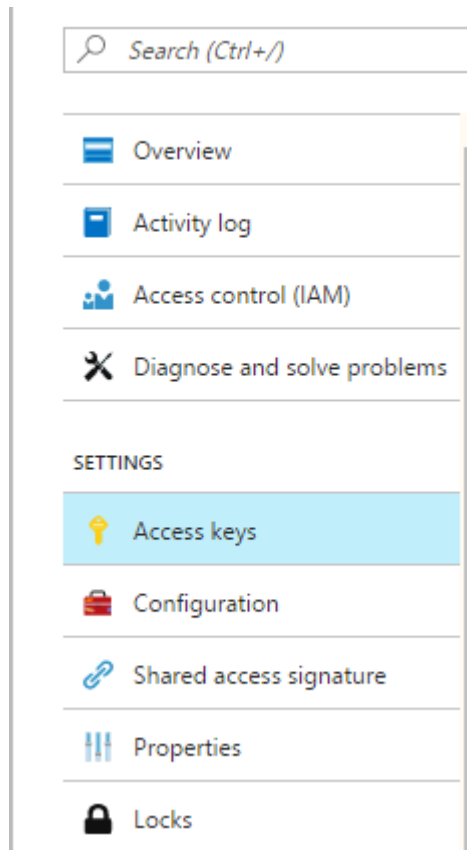 Search (Ctrl+/)
Overview
Activity log
Access control (IAM)
Diagnose and solve problems
SETTINGS
Access keys
Configuration
Shared access signature
Properties
Locks